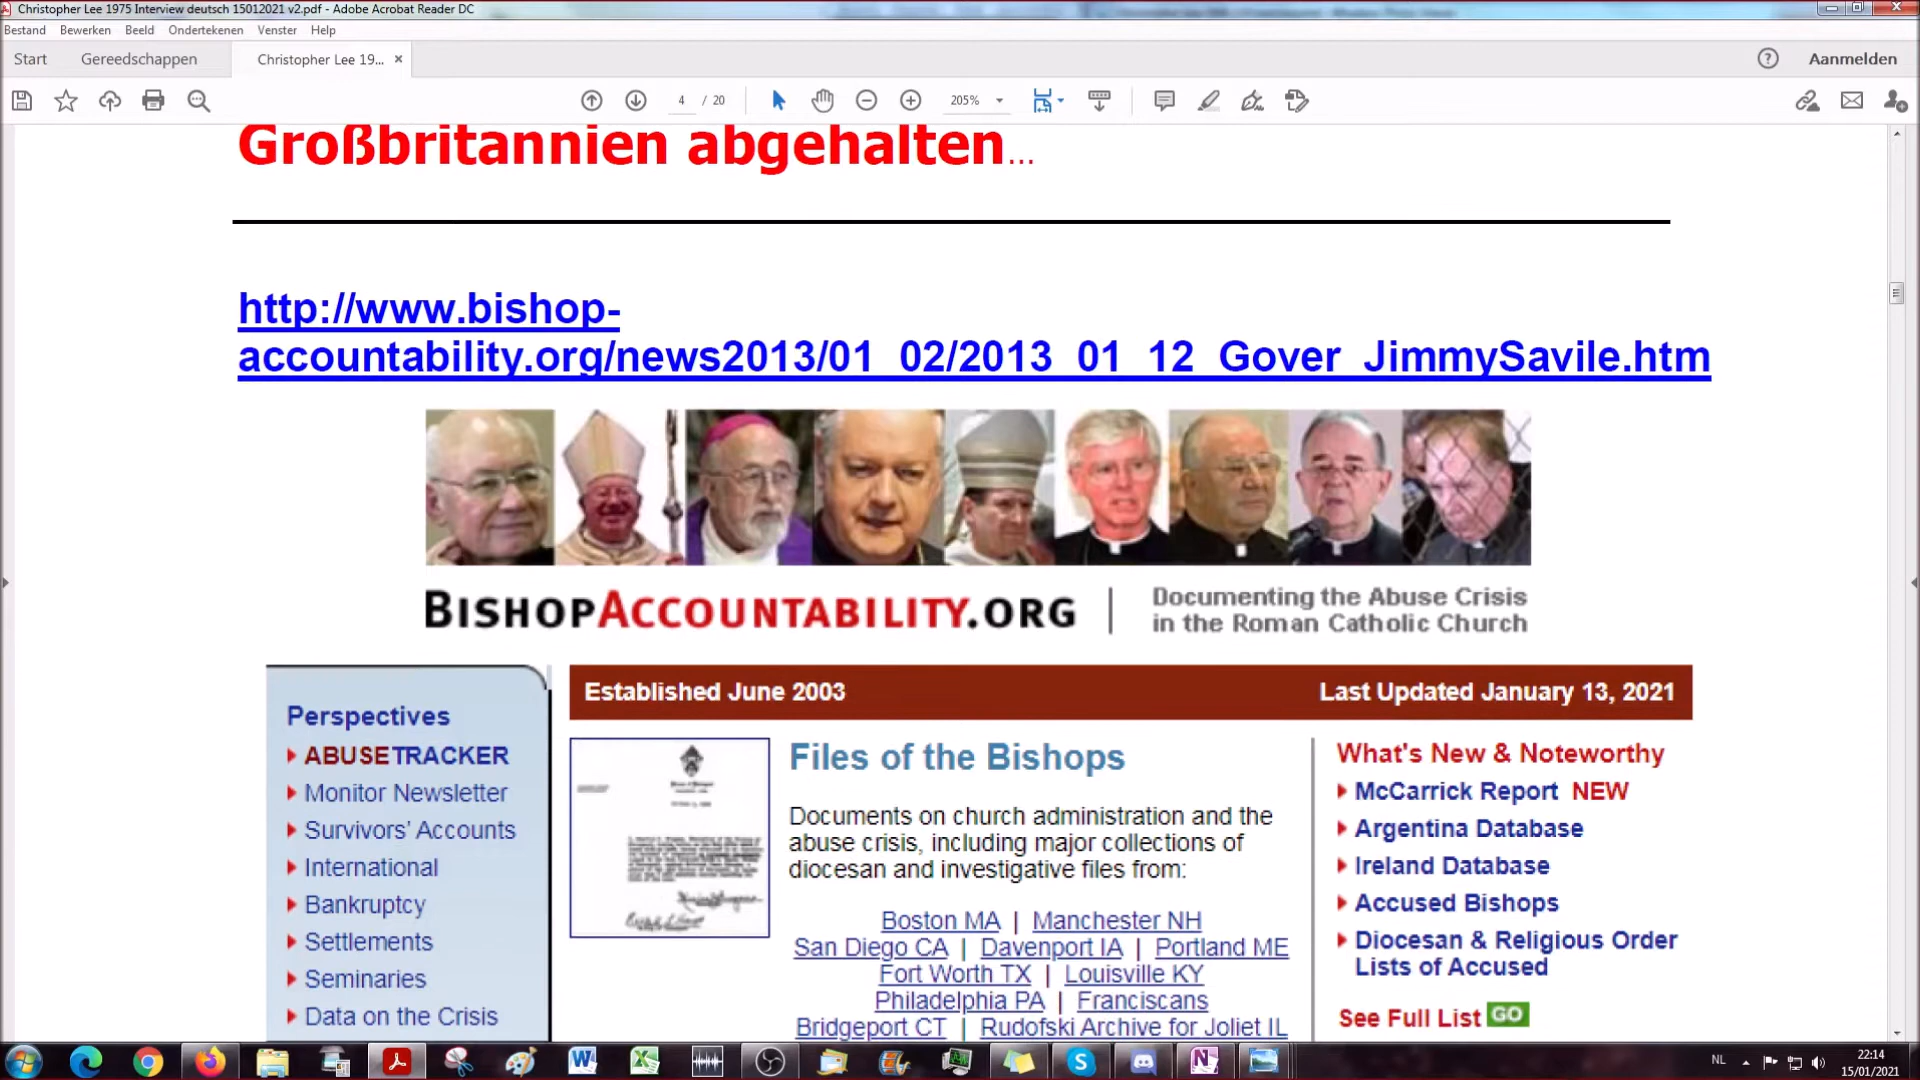 Christopher Lee 1975 Interview deutsch 15012021 v2.pdf - Adobe Acrobat Reader DC
Bestand Bewerken Beeld Ondertekenen Venster Help
Start Gereedschappen Christopher Lee 19... × Aanmelden
4 / 20 205%
Großbritannien abgehalten...
http://www.bishop-
accountability.org/news2013/01_02/2013_01_12_Gover_JimmySavile.htm
BISHOPACCOUNTABILITY.ORG
Documenting the Abuse Crisis
in the Roman Catholic Church
Established June 2003 Last Updated January 13, 2021
Perspectives
ABUSETRACKER
Monitor Newsletter
Survivors' Accounts
International
Bankruptcy
Settlements
Seminaries
Data on the Crisis
Files of the Bishops
Documents on church administration and the
abuse crisis, including major collections of
diocesan and investigative files from:
Boston MA | Manchester NH
San Diego CA | Davenport IA | Portland ME
Fort Worth TX | Louisville KY
Philadelphia PA | Franciscans
Bridgeport CT | Rudofski Archive for Joliet IL
What's New & Noteworthy
McCarrick Report NEW
Argentina Database
Ireland Database
Accused Bishops
Diocesan & Religious Order
Lists of Accused
See Full List GO
NL
22:14
15/01/2021